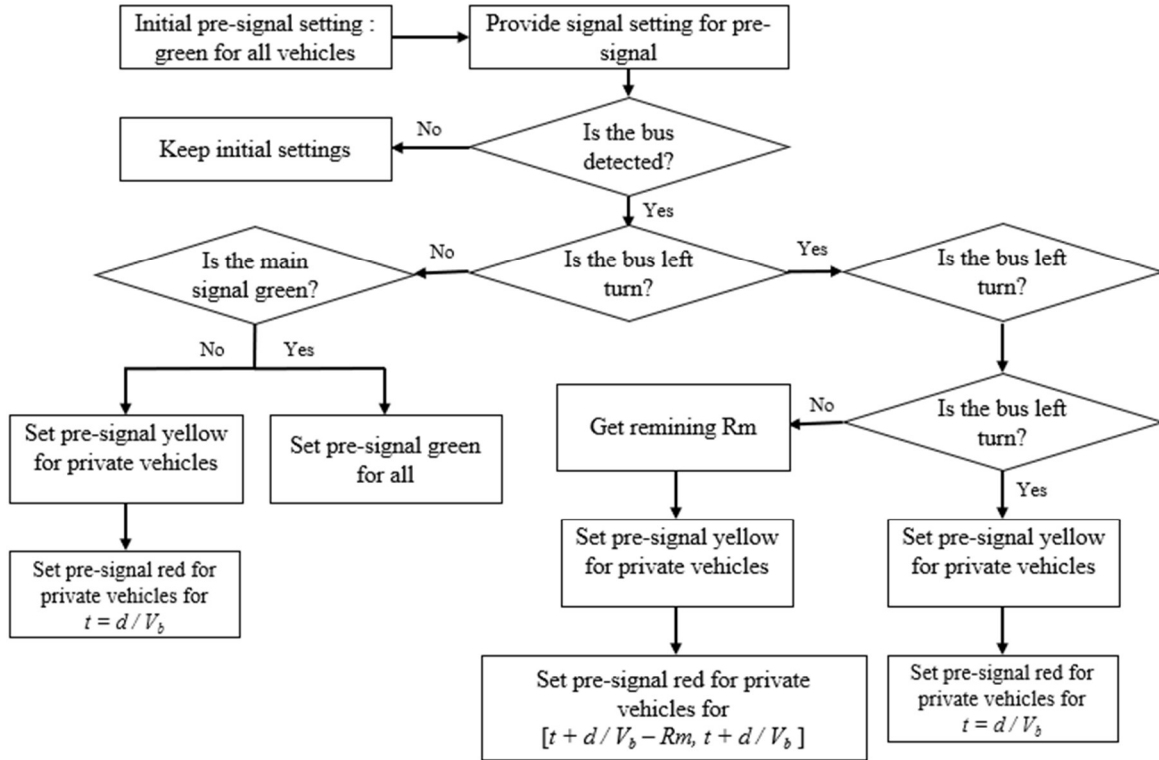 Initial pre-signal setting :
green for all vehicles
Provide signal setting for pre-
signal
Is the bus
detected?
No
Keep initial settings
Yes
Is the bus left
turn?
No
Is the main
signal green?
Yes
Is the bus left
turn?
No
Yes
Set pre-signal yellow
for private vehicles
Set pre-signal green
for all
Set pre-signal red for
private vehicles for
t = d / V_b
Is the bus left
turn?
No
Get remining Rm
Yes
Set pre-signal yellow
for private vehicles
Set pre-signal yellow
for private vehicles
Set pre-signal red for private
vehicles for
[t + d / V_b – Rm, t + d / V_b ]
Set pre-signal red for
private vehicles for
t = d / V_b